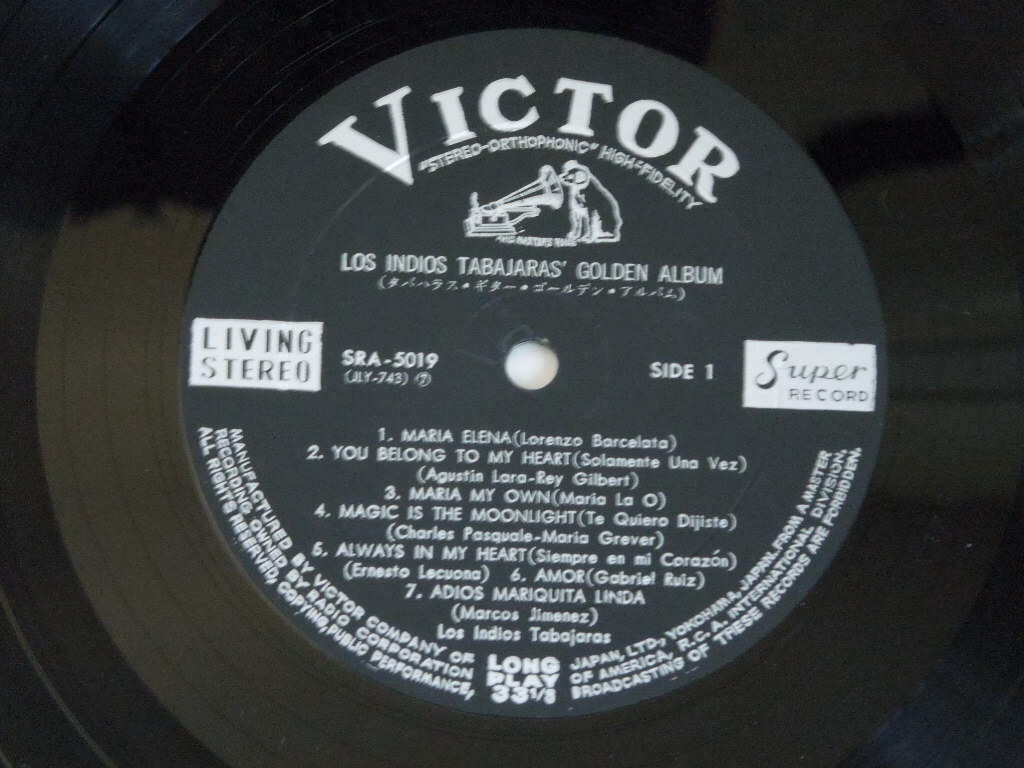 VICTOR
"STEREO-ORTHOPHONIC" HIGH-FIDELITY
HIS MASTERS VOICE
LOS INDIOS TABAJARAS' GOLDEN ALBUM
(タバハラス・ギター・ゴールデン・アルバム)
LIVING
STEREO
SRA-5019
(JLY-743) ⑦
SIDE 1
Super
RECORD
1. MARIA ELENA(Lorenzo Barcelata)
2. YOU BELONG TO MY HEART(Solamente Una Vez)
(Agustin Lara-Rey Gilbert)
3. MARIA MY OWN(Maria La O)
4. MAGIC IS THE MOONLIGHT(Te Quiero Dijiste)
(Charles Pasquale-Maria Grever)
5. ALWAYS IN MY HEART(Siempre en mi Corazón)
(Ernesto Lecuona) 6. AMOR(Gabriel Ruiz)
7. ADIOS MARIQUITA LINDA
(Marcos Jimenez)
Los Indios Tabajaras
MANUFACTURED BY VICTOR COMPANY OF JAPAN, LTD., YOKOHAMA, JAPAN. FROM A MASTER
RECORDING OWNED BY RADIO CORPORATION OF AMERICA, R.C.A. INTERNATIONAL DIVISION.
ALL RIGHTS RESERVED, COPYING, PUBLIC PERFORMANCE, BROADCASTING OF THESE RECORDS ARE FORBIDDEN.
LONG
PLAY
33 1/3